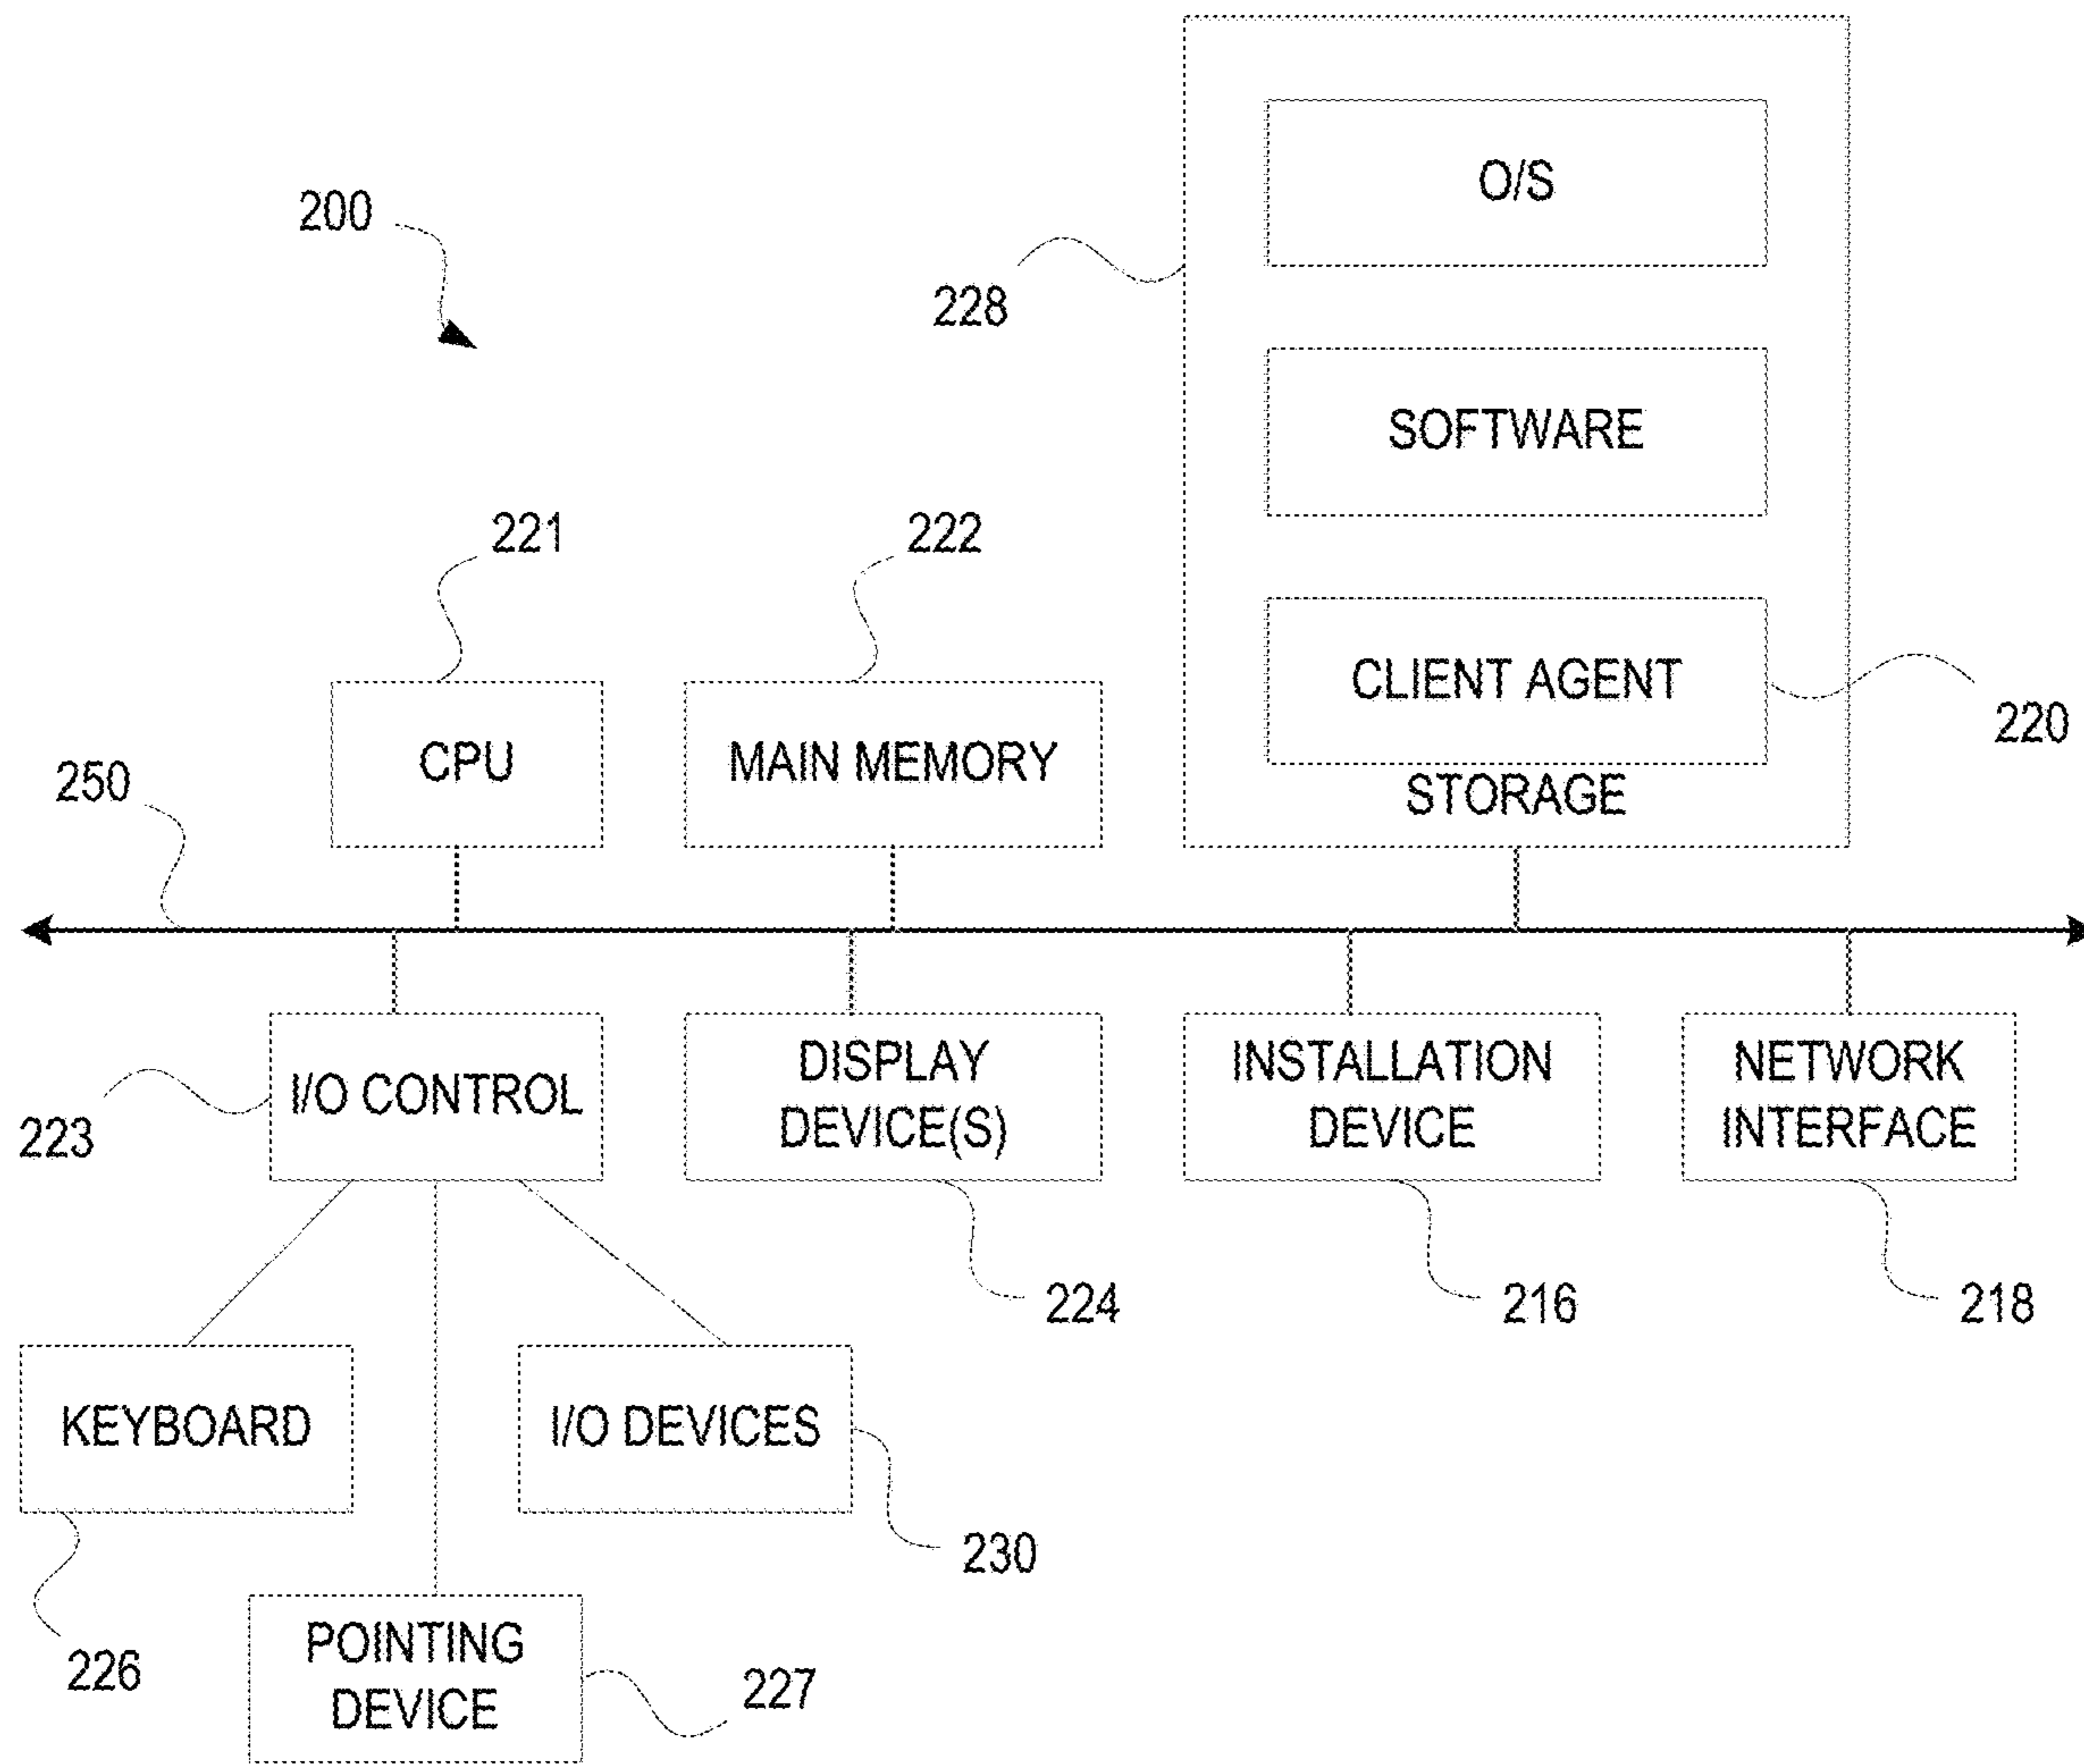 200
228
O/S
SOFTWARE
221
222
CLIENT AGENT
220
CPU
MAIN MEMORY
250
STORAGE
I/O CONTROL
223
DISPLAY
DEVICE(S)
INSTALLATION
DEVICE
NETWORK
INTERFACE
224
216
218
KEYBOARD
I/O DEVICES
230
226
POINTING
DEVICE
227